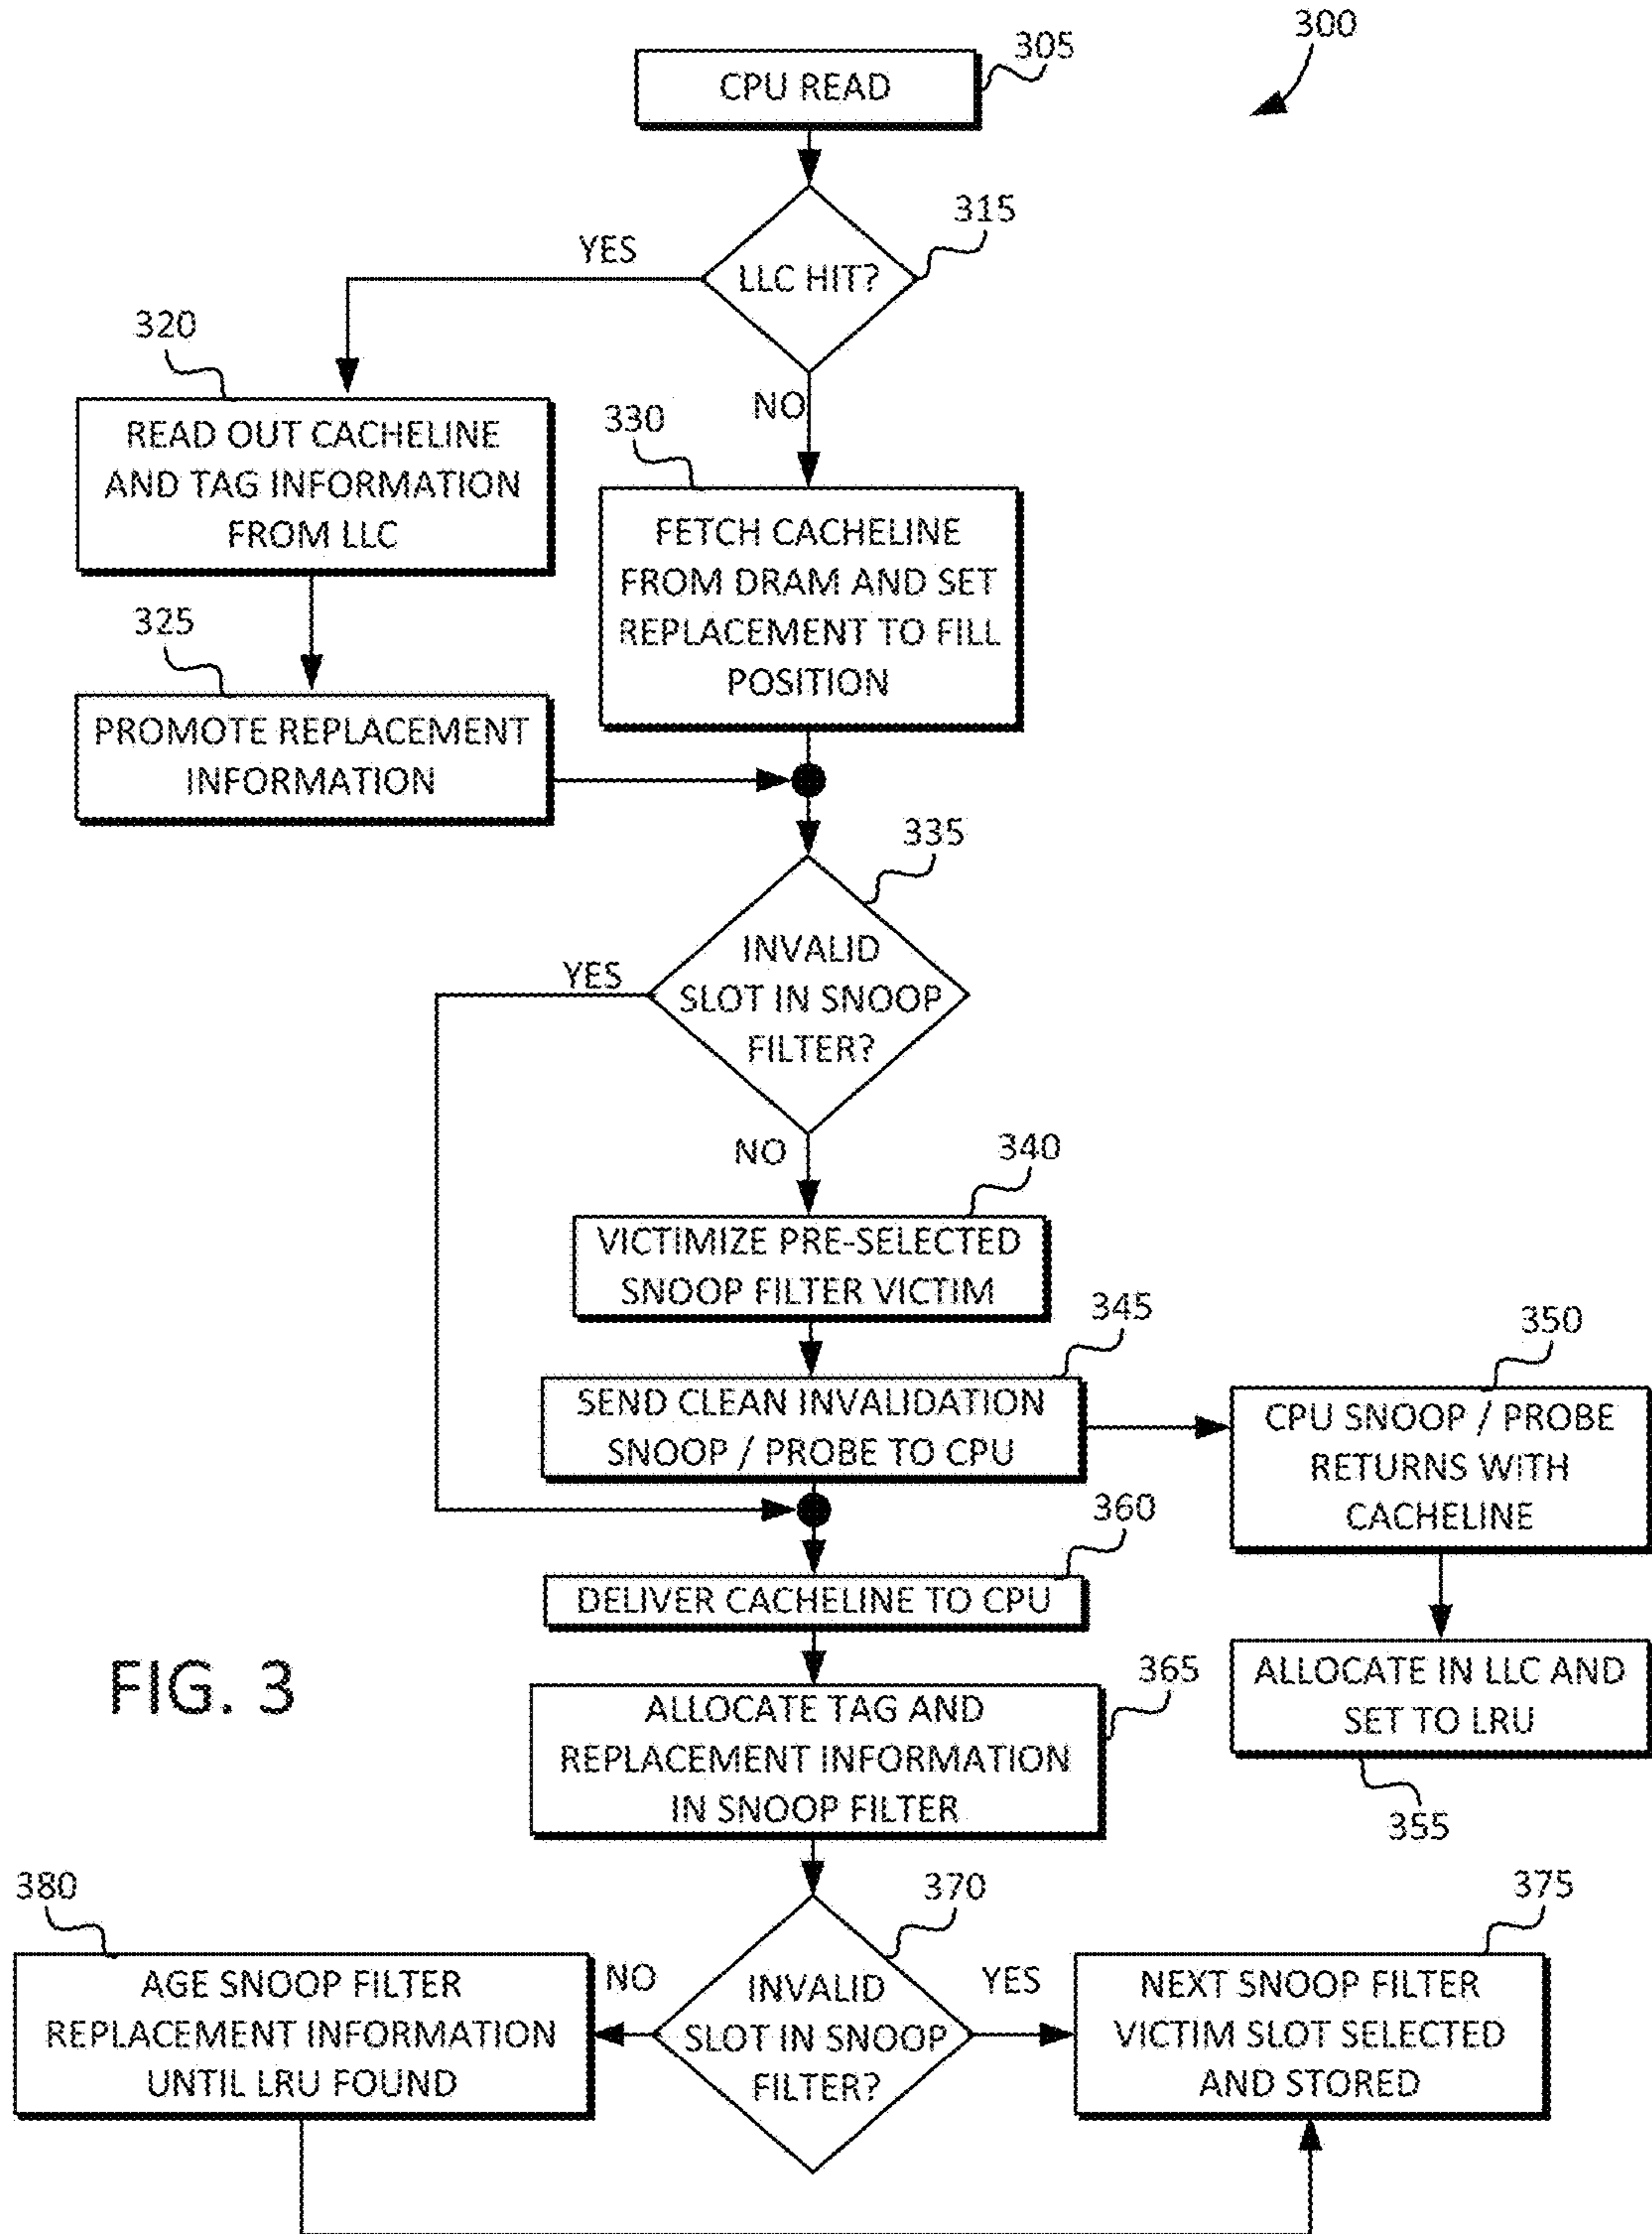 300
305
CPU READ
315
LLC HIT?
YES
NO
320
READ OUT CACHELINE
AND TAG INFORMATION
FROM LLC
330
FETCH CACHELINE
FROM DRAM AND SET
REPLACEMENT TO FILL
POSITION
325
PROMOTE REPLACEMENT
INFORMATION
335
INVALID
SLOT IN SNOOP
FILTER?
YES
NO
340
VICTIMIZE PRE-SELECTED
SNOOP FILTER VICTIM
345
SEND CLEAN INVALIDATION
SNOOP / PROBE TO CPU
350
CPU SNOOP / PROBE
RETURNS WITH
CACHELINE
360
DELIVER CACHELINE TO CPU
355
ALLOCATE IN LLC AND
SET TO LRU
FIG. 3
365
ALLOCATE TAG AND
REPLACEMENT INFORMATION
IN SNOOP FILTER
370
INVALID
SLOT IN SNOOP
FILTER?
NO
YES
380
AGE SNOOP FILTER
REPLACEMENT INFORMATION
UNTIL LRU FOUND
375
NEXT SNOOP FILTER
VICTIM SLOT SELECTED
AND STORED